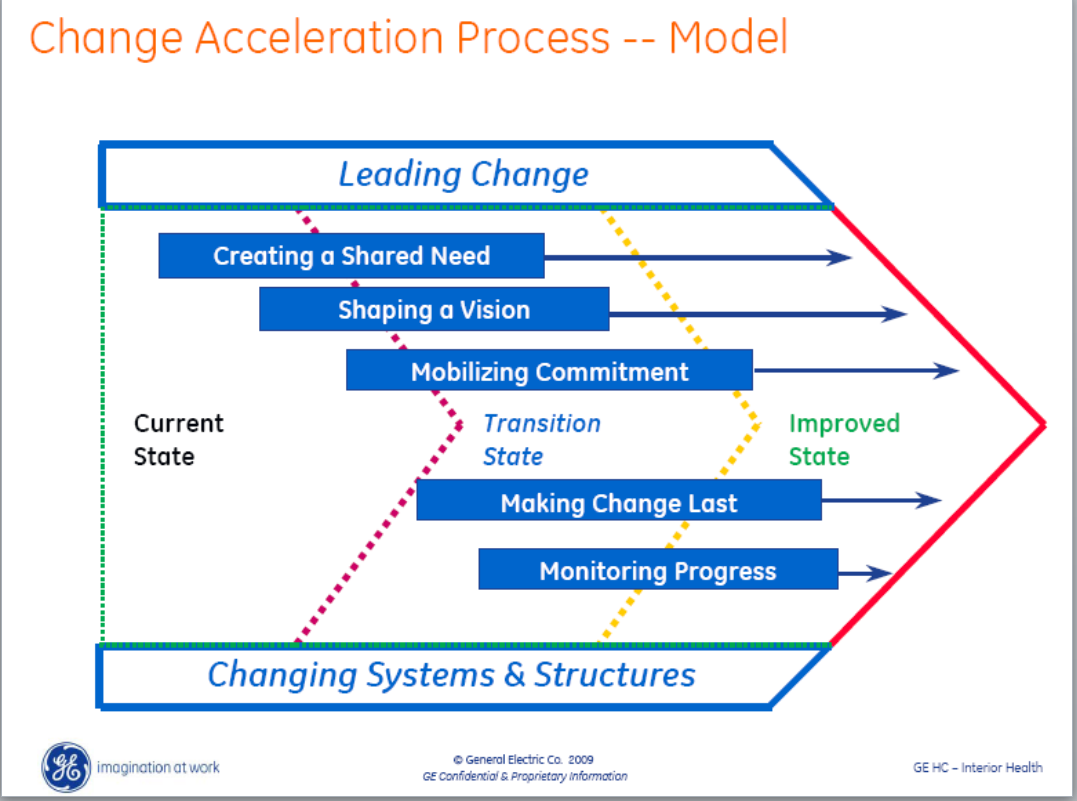 Change Acceleration Process -- Model
Leading Change
Creating a Shared Need
Shaping a Vision
Mobilizing Commitment
Current
State
Transition
State
Improved
State
Making Change Last
Monitoring Progress
Changing Systems & Structures
GE
imagination at work
© General Electric Co. 2009
GE Confidential & Proprietary Information
GE HC – Interior Health